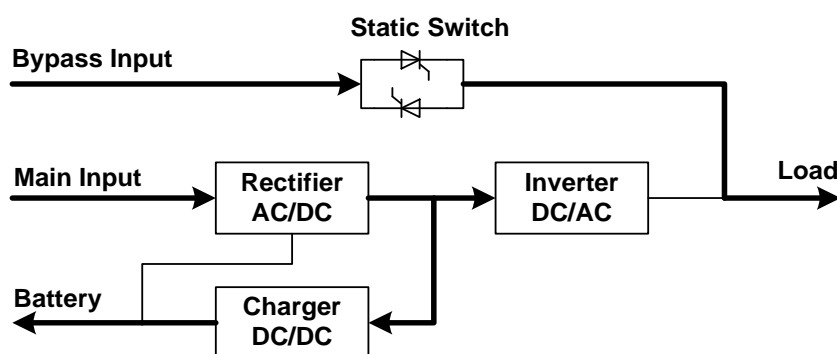 Static Switch
Bypass Input
Main Input
Rectifier
AC/DC
Inverter
DC/AC
Load
Battery
Charger
DC/DC